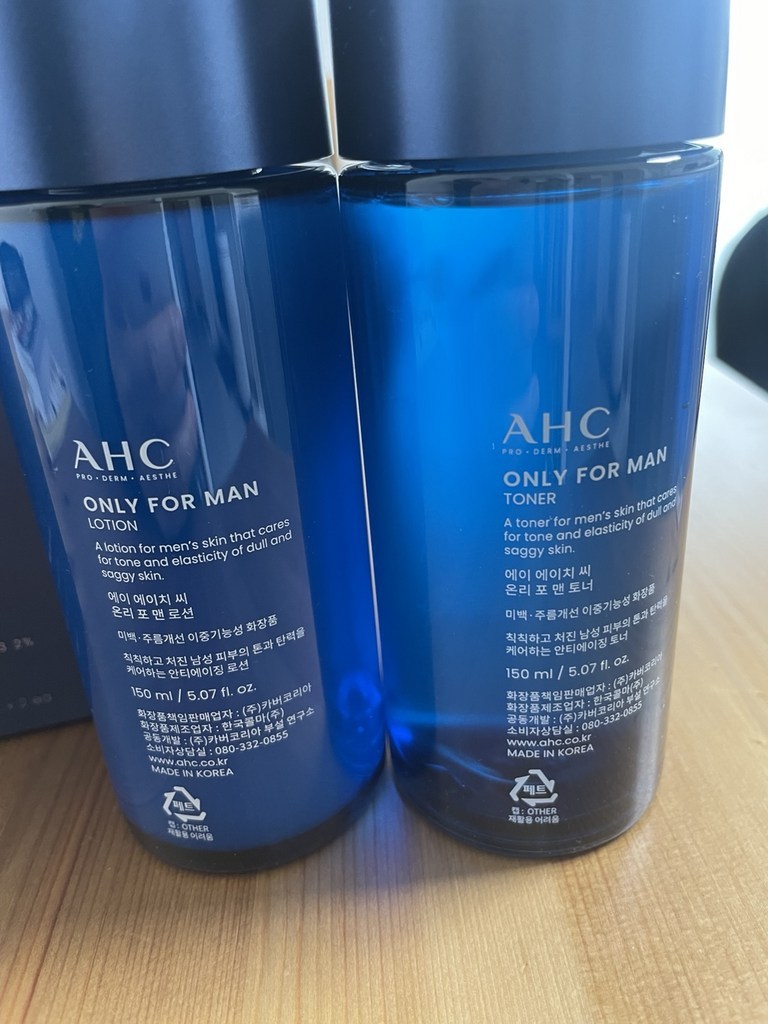 AHC
PRO · DERM · AESTHE
ONLY FOR MAN
LOTION
A lotion for men's skin that cares
for tone and elasticity of dull and
saggy skin.
에이 에이치 씨
온리 포 맨 로션
미백·주름개선 이중기능성 화장품
칙칙하고 처진 남성 피부의 톤과 탄력을
케어하는 안티에이징 로션
150 ml / 5.07 fl. oz.
화장품책임판매업자 : (주)카버코리아
화장품제조업자 : 한국콜마(주)
공동개발 : (주)카버코리아 부설 연구소
소비자상담실 : 080-332-0855
www.ahc.co.kr
MADE IN KOREA
페트
캡 : OTHER
재활용 어려움
AHC
PRO · DERM · AESTHE
ONLY FOR MAN
TONER
A toner for men's skin that cares
for tone and elasticity of dull and
saggy skin.
에이 에이치 씨
온리 포 맨 토너
미백·주름개선 이중기능성 화장품
칙칙하고 처진 남성 피부의 톤과 탄력을
케어하는 안티에이징 토너
150 ml / 5.07 fl. oz.
화장품책임판매업자 : (주)카버코리아
화장품제조업자 : 한국콜마(주)
공동개발 : (주)카버코리아 부설 연구소
소비자상담실 : 080-332-0855
www.ahc.co.kr
MADE IN KOREA
페트
캡 : OTHER
재활용 어려움